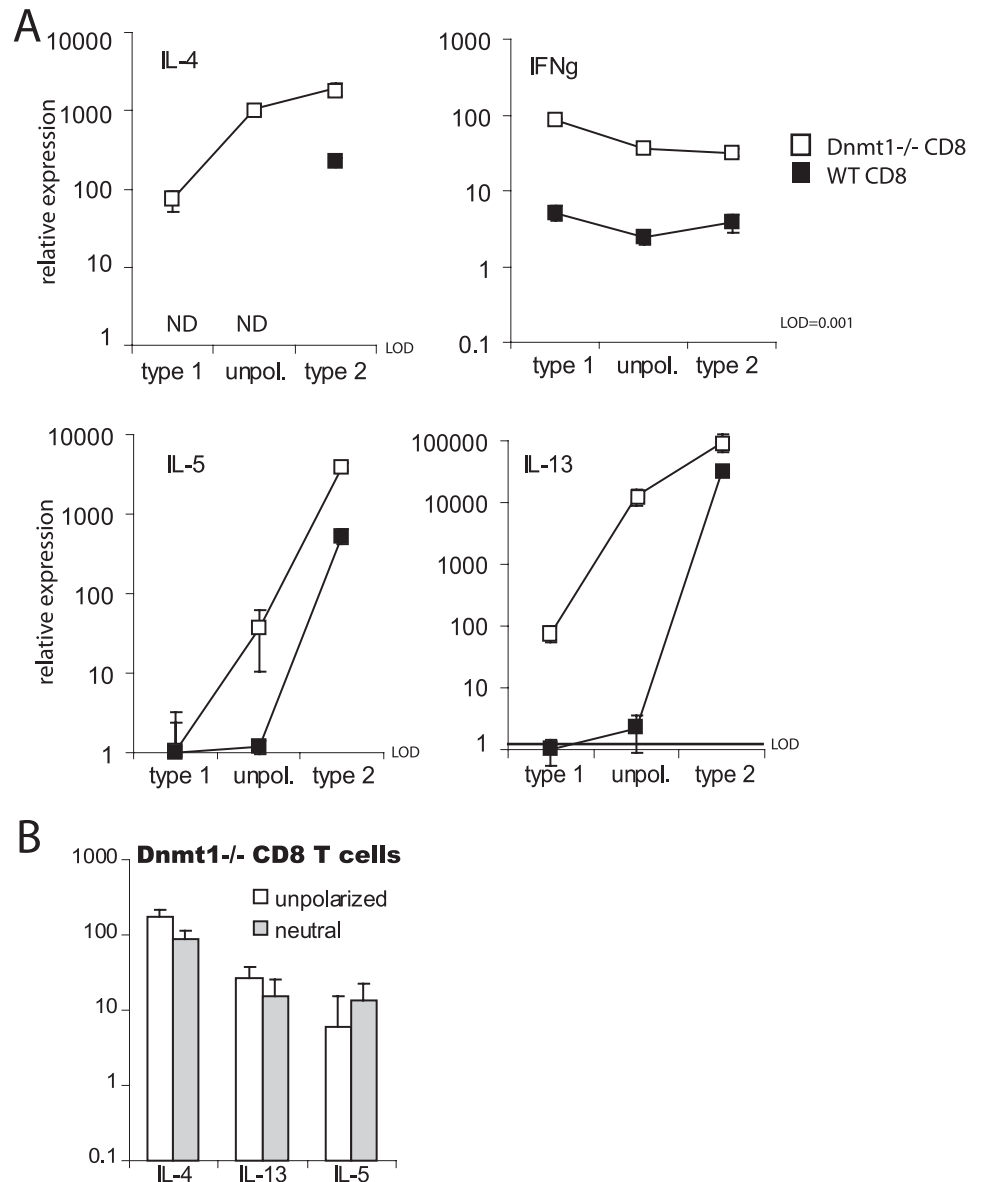 A
IL-4
relative expression
10000
1000
100
10
1
ND ND
LOD
type 1 unpol. type 2
IFNg
1000
100
10
1
0.1
LOD=0.001
type 1 unpol. type 2
Dnmt1-/- CD8
WT CD8
IL-5
relative expression
10000
1000
100
10
1
LOD
type 1 unpol. type 2
IL-13
100000
10000
1000
100
10
1
LOD
type 1 unpol. type 2
B
Dnmt1-/- CD8 T cells
unpolarized
neutral
1000
100
10
1
0.1
IL-4 IL-13 IL-5